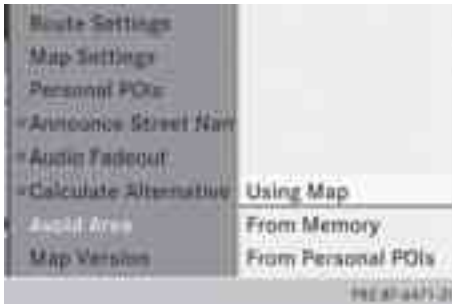 Route Settings
Map Settings
Personal POIs
Announce Street Nam
Audio Fadeout
Calculate Alternative
Using Map
Avoid Area
From Memory
Map Version
From Personal POIs